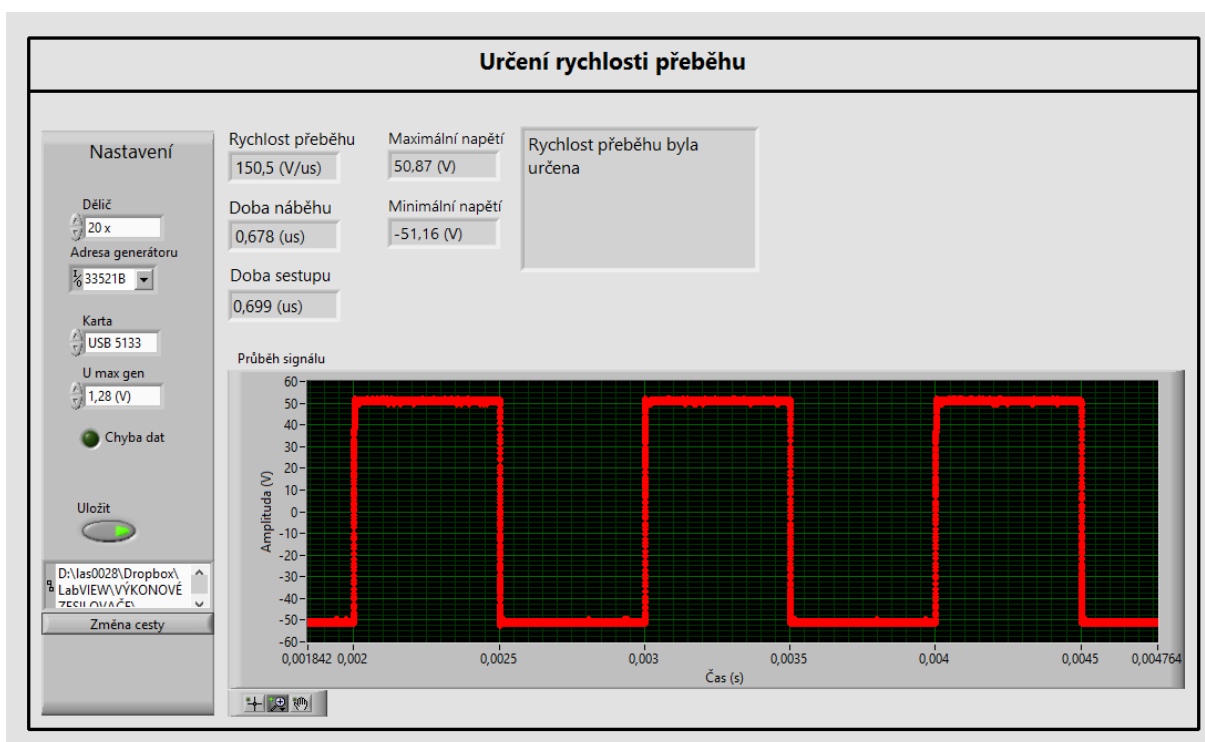 Určení rychlosti přeběhu
Nastavení
Dělič
20 x
Adresa generátoru
33521B
Karta
USB 5133
U max gen
1,28 (V)
Chyba dat
Uložit
D:\las0028\Dropbox\
LabVIEW\VÝKONOVÉ
ZESILOVAČE\
Změna cesty
Rychlost přeběhu
150,5 (V/us)
Doba náběhu
0,678 (us)
Doba sestupu
0,699 (us)
Maximální napětí
50,87 (V)
Minimální napětí
-51,16 (V)
Rychlost přeběhu byla
určena
Průběh signálu
Amplituda (V)
60
50
40
30
20
10
0
-10
-20
-30
-40
-50
-60
0,001842 0,002 0,0025 0,003 0,0035 0,004 0,0045 0,004764
Čas (s)